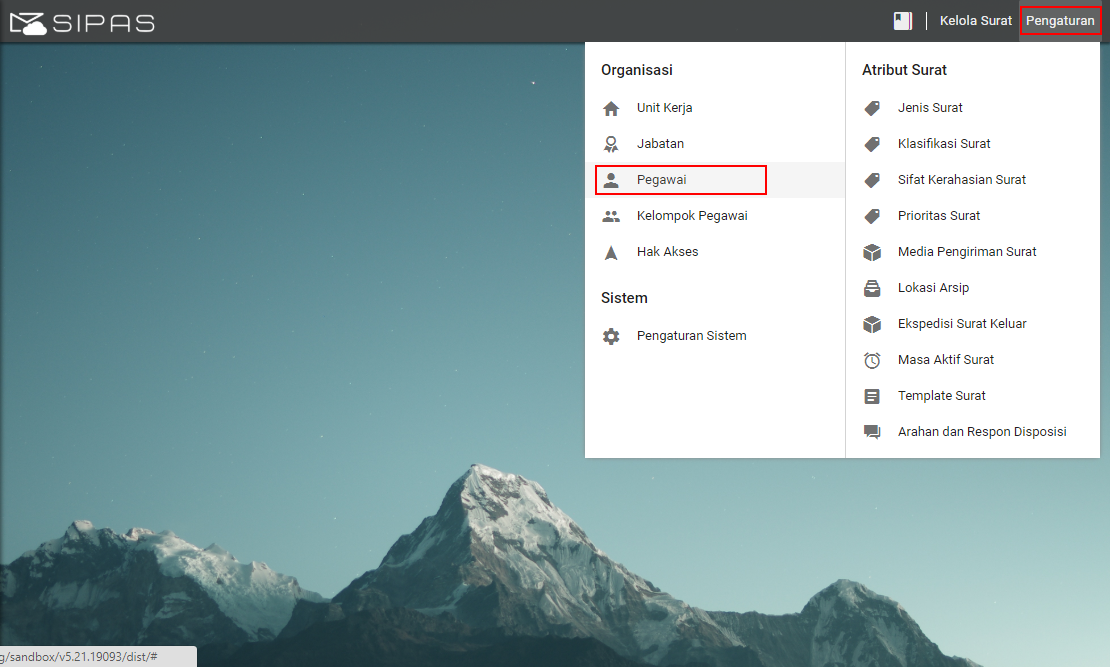 SIPAS
Kelola Surat
Pengaturan
Organisasi
Unit Kerja
Jabatan
Pegawai
Kelompok Pegawai
Hak Akses
Sistem
Pengaturan Sistem
Atribut Surat
Jenis Surat
Klasifikasi Surat
Sifat Kerahasian Surat
Prioritas Surat
Media Pengiriman Surat
Lokasi Arsip
Ekspedisi Surat Keluar
Masa Aktif Surat
Template Surat
Arahan dan Respon Disposisi
g/sandbox/v5.21.19093/dist/#